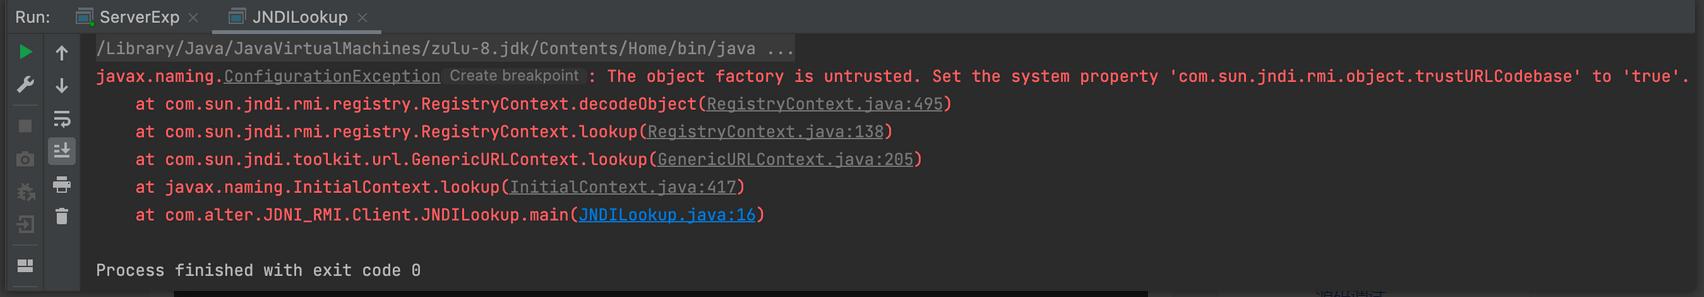 Run: ServerExp × JNDILookup ×
/Library/Java/JavaVirtualMachines/zulu-8.jdk/Contents/Home/bin/java ...
javax.naming.ConfigurationException Create breakpoint : The object factory is untrusted. Set the system property 'com.sun.jndi.rmi.object.trustURLCodebase' to 'true'.
at com.sun.jndi.rmi.registry.RegistryContext.decodeObject(RegistryContext.java:495)
at com.sun.jndi.rmi.registry.RegistryContext.lookup(RegistryContext.java:138)
at com.sun.jndi.toolkit.url.GenericURLContext.lookup(GenericURLContext.java:205)
at javax.naming.InitialContext.lookup(InitialContext.java:417)
at com.alter.JDNI_RMI.Client.JNDILookup.main(JNDILookup.java:16)
Process finished with exit code 0